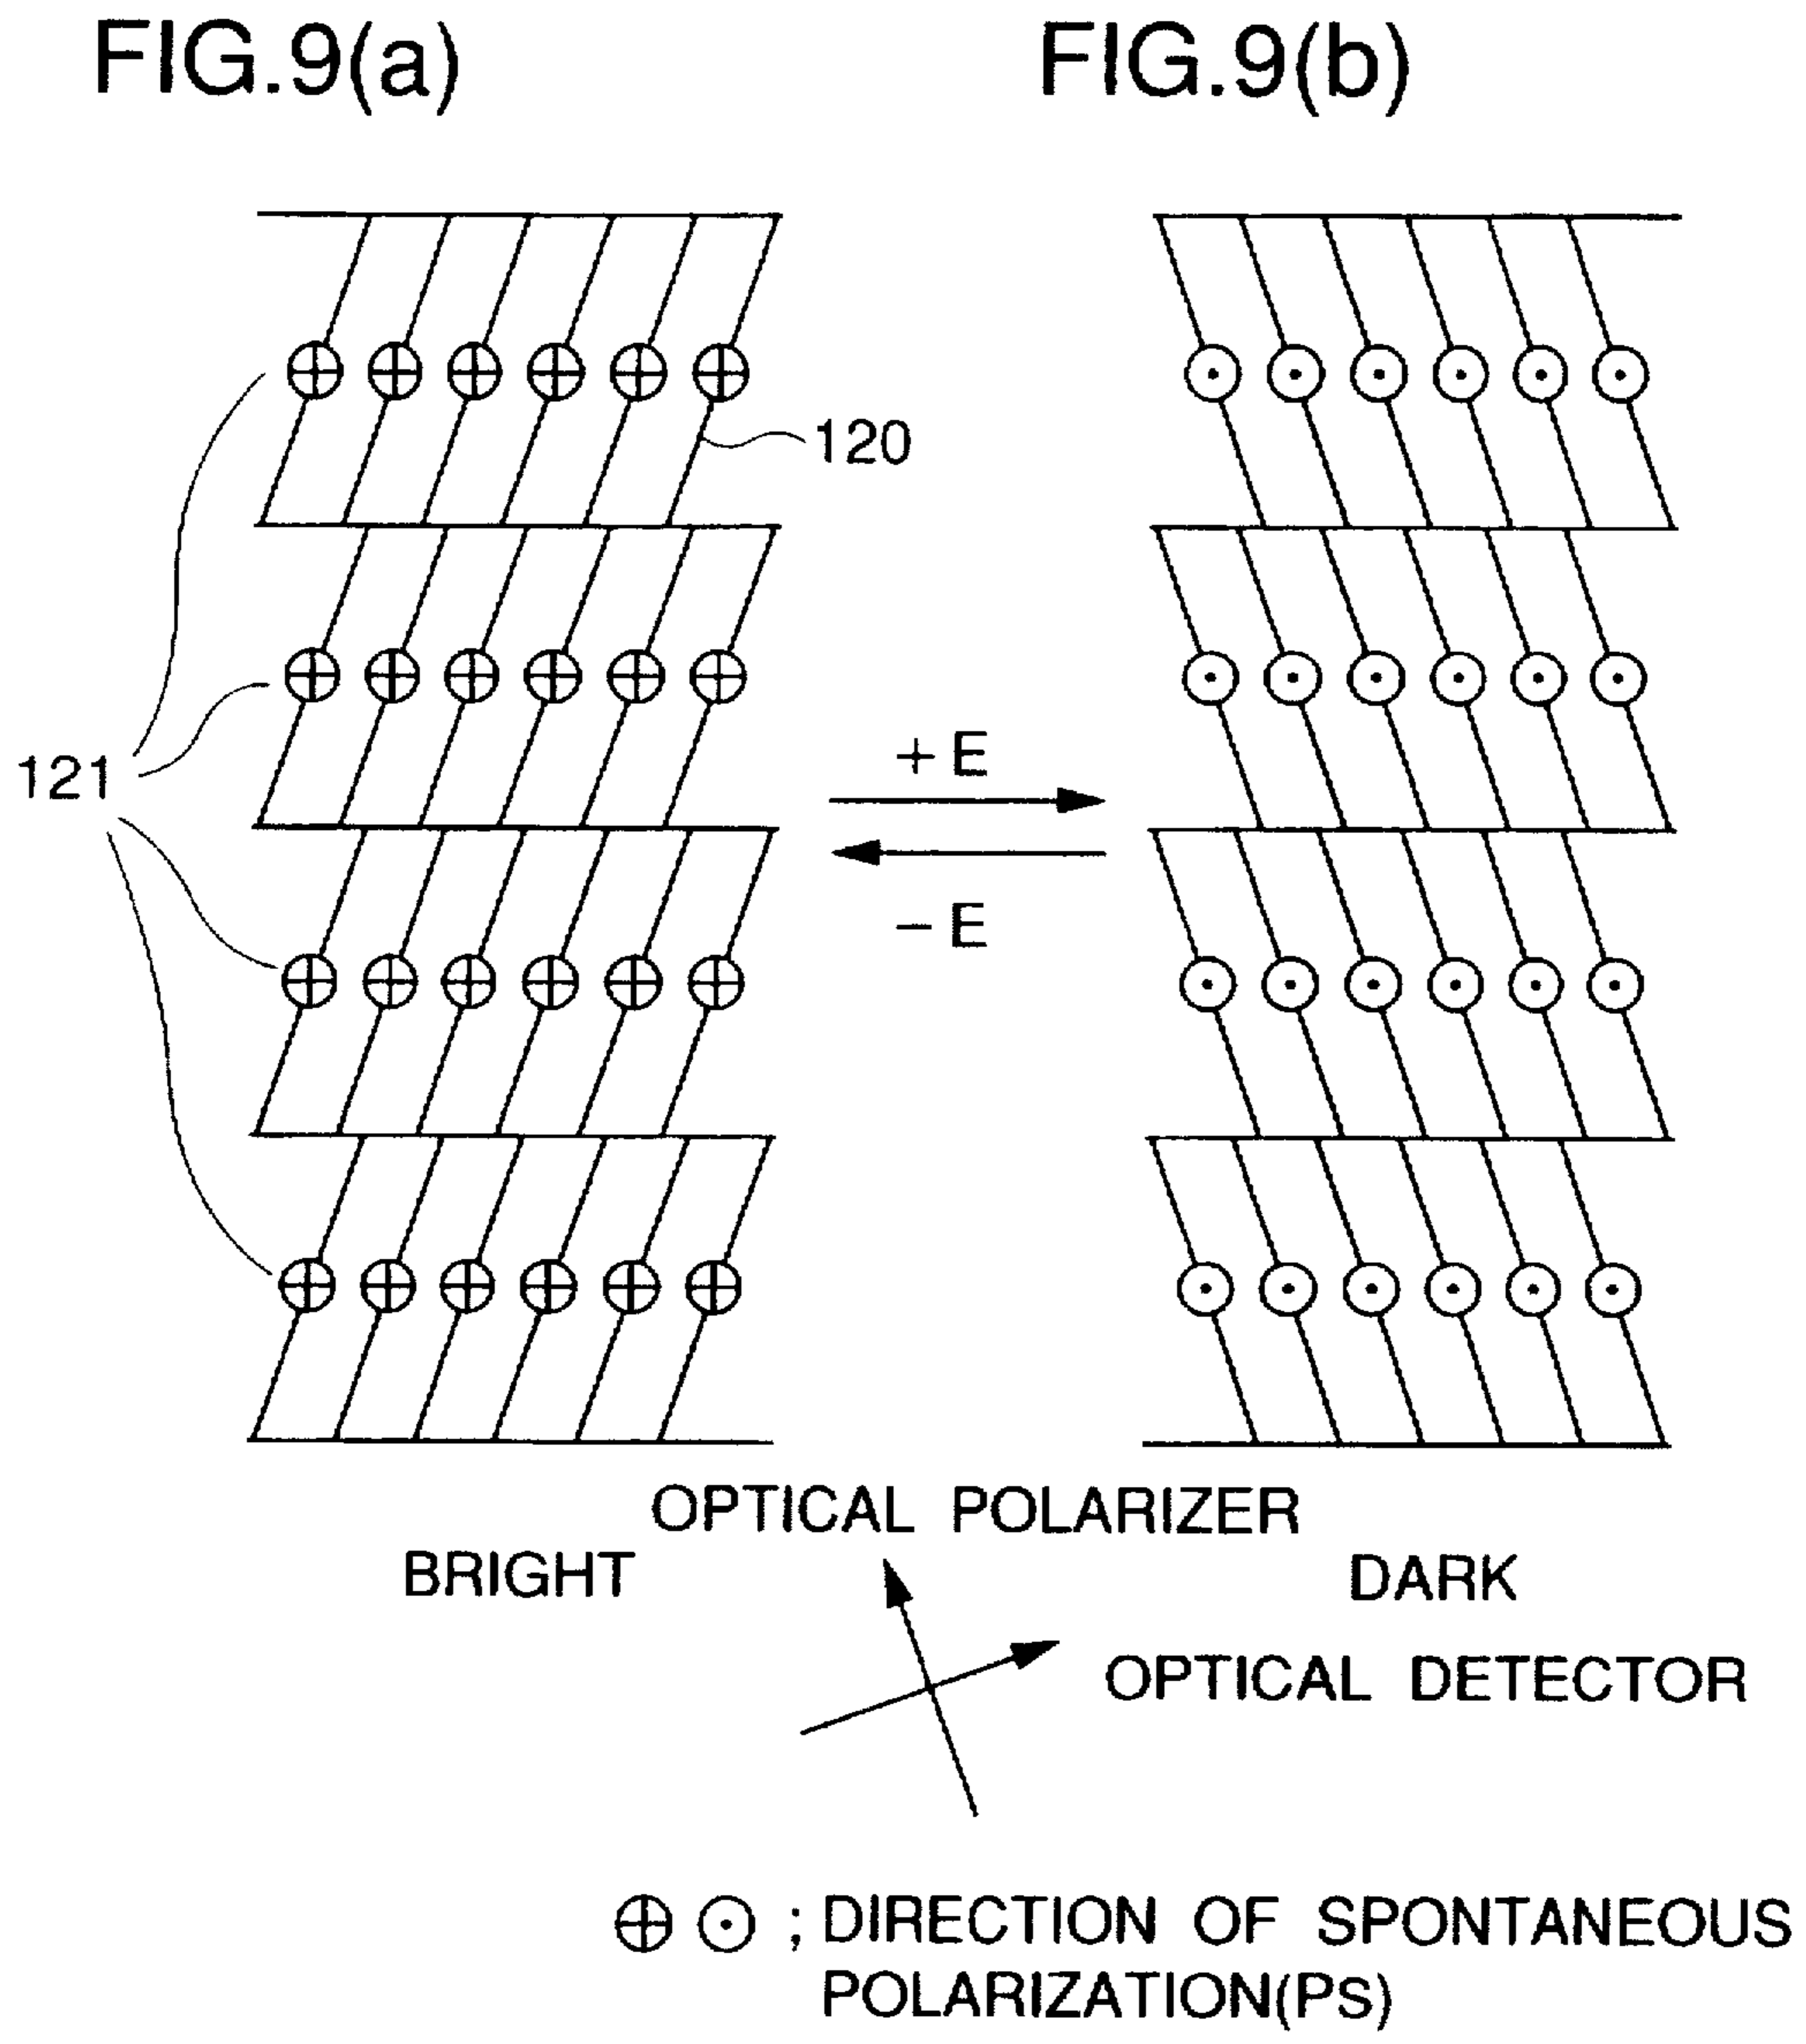 FIG.9(a)
FIG.9(b)
120
121
+ E
− E
OPTICAL POLARIZER
BRIGHT
DARK
OPTICAL DETECTOR
⊕ ⊙ ; DIRECTION OF SPONTANEOUS
POLARIZATION(Ps)